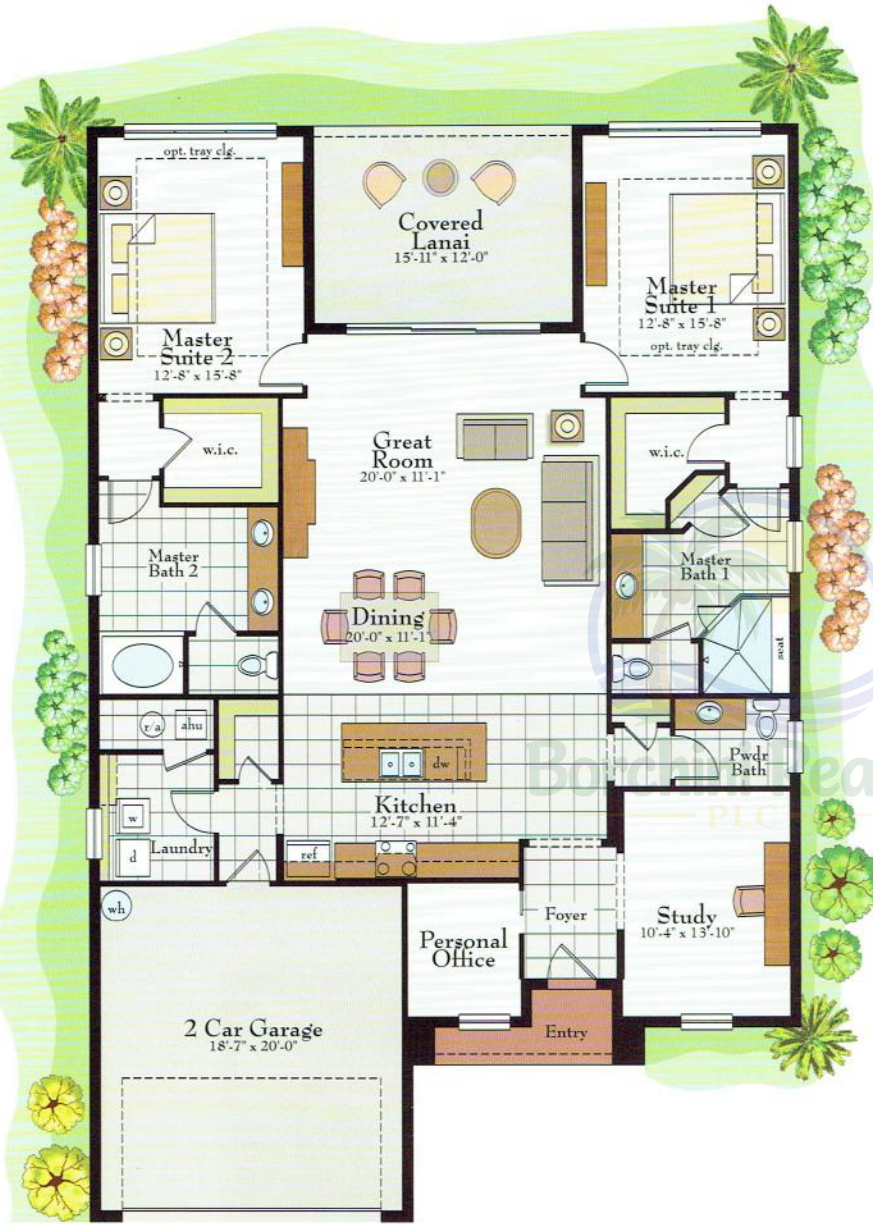 opt. tray clg.
Covered
Lanai
15'-11" x 12'-0"
Master
Suite 1
12'-8" x 15'-8"
opt. tray clg.
Master
Suite 2
12'-8" x 15'-8"
w.i.c.
Great
Room
20'-0" x 11'-1"
w.i.c.
Master
Bath 2
Master
Bath 1
Dining
20'-0" x 11'-1"
seat
r/a
ahu
dw
Pwdr
Bath
Kitchen
12'-7" x 11'-4"
w
d
Laundry
ref
wh
Personal
Office
Foyer
Study
10'-4" x 13'-10"
2 Car Garage
18'-7" x 20'-0"
Entry
PLC